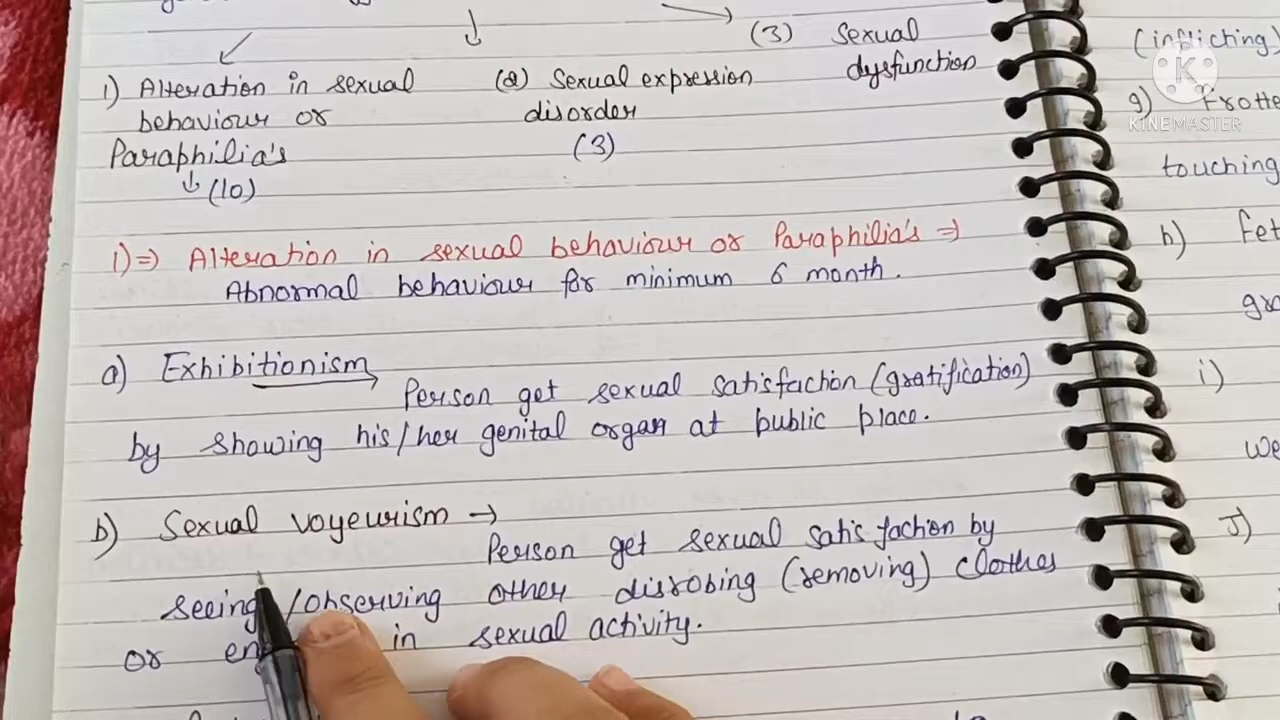 (3) Sexual
dysfunction
1) Alteration in sexual
behaviour or
Paraphilia's
↓(10)
(2) Sexual expression
disorder
(3)
1)⇒ Alteration in sexual behaviour or Paraphilia's ⇒
Abnormal behaviour for minimum 6 month.
a) Exhibitionism → Person get sexual satisfaction (gratification)
by showing his/her genital organ at public place.
b) Sexual voyeurism →
Person get sexual satisfaction by
seeing /observing other disrobing (removing) clothes
or in sexual activity.
(inflicting)
g) Frotte
touching
h) Fet
gra
i)
we
J)
K
KINEMASTER